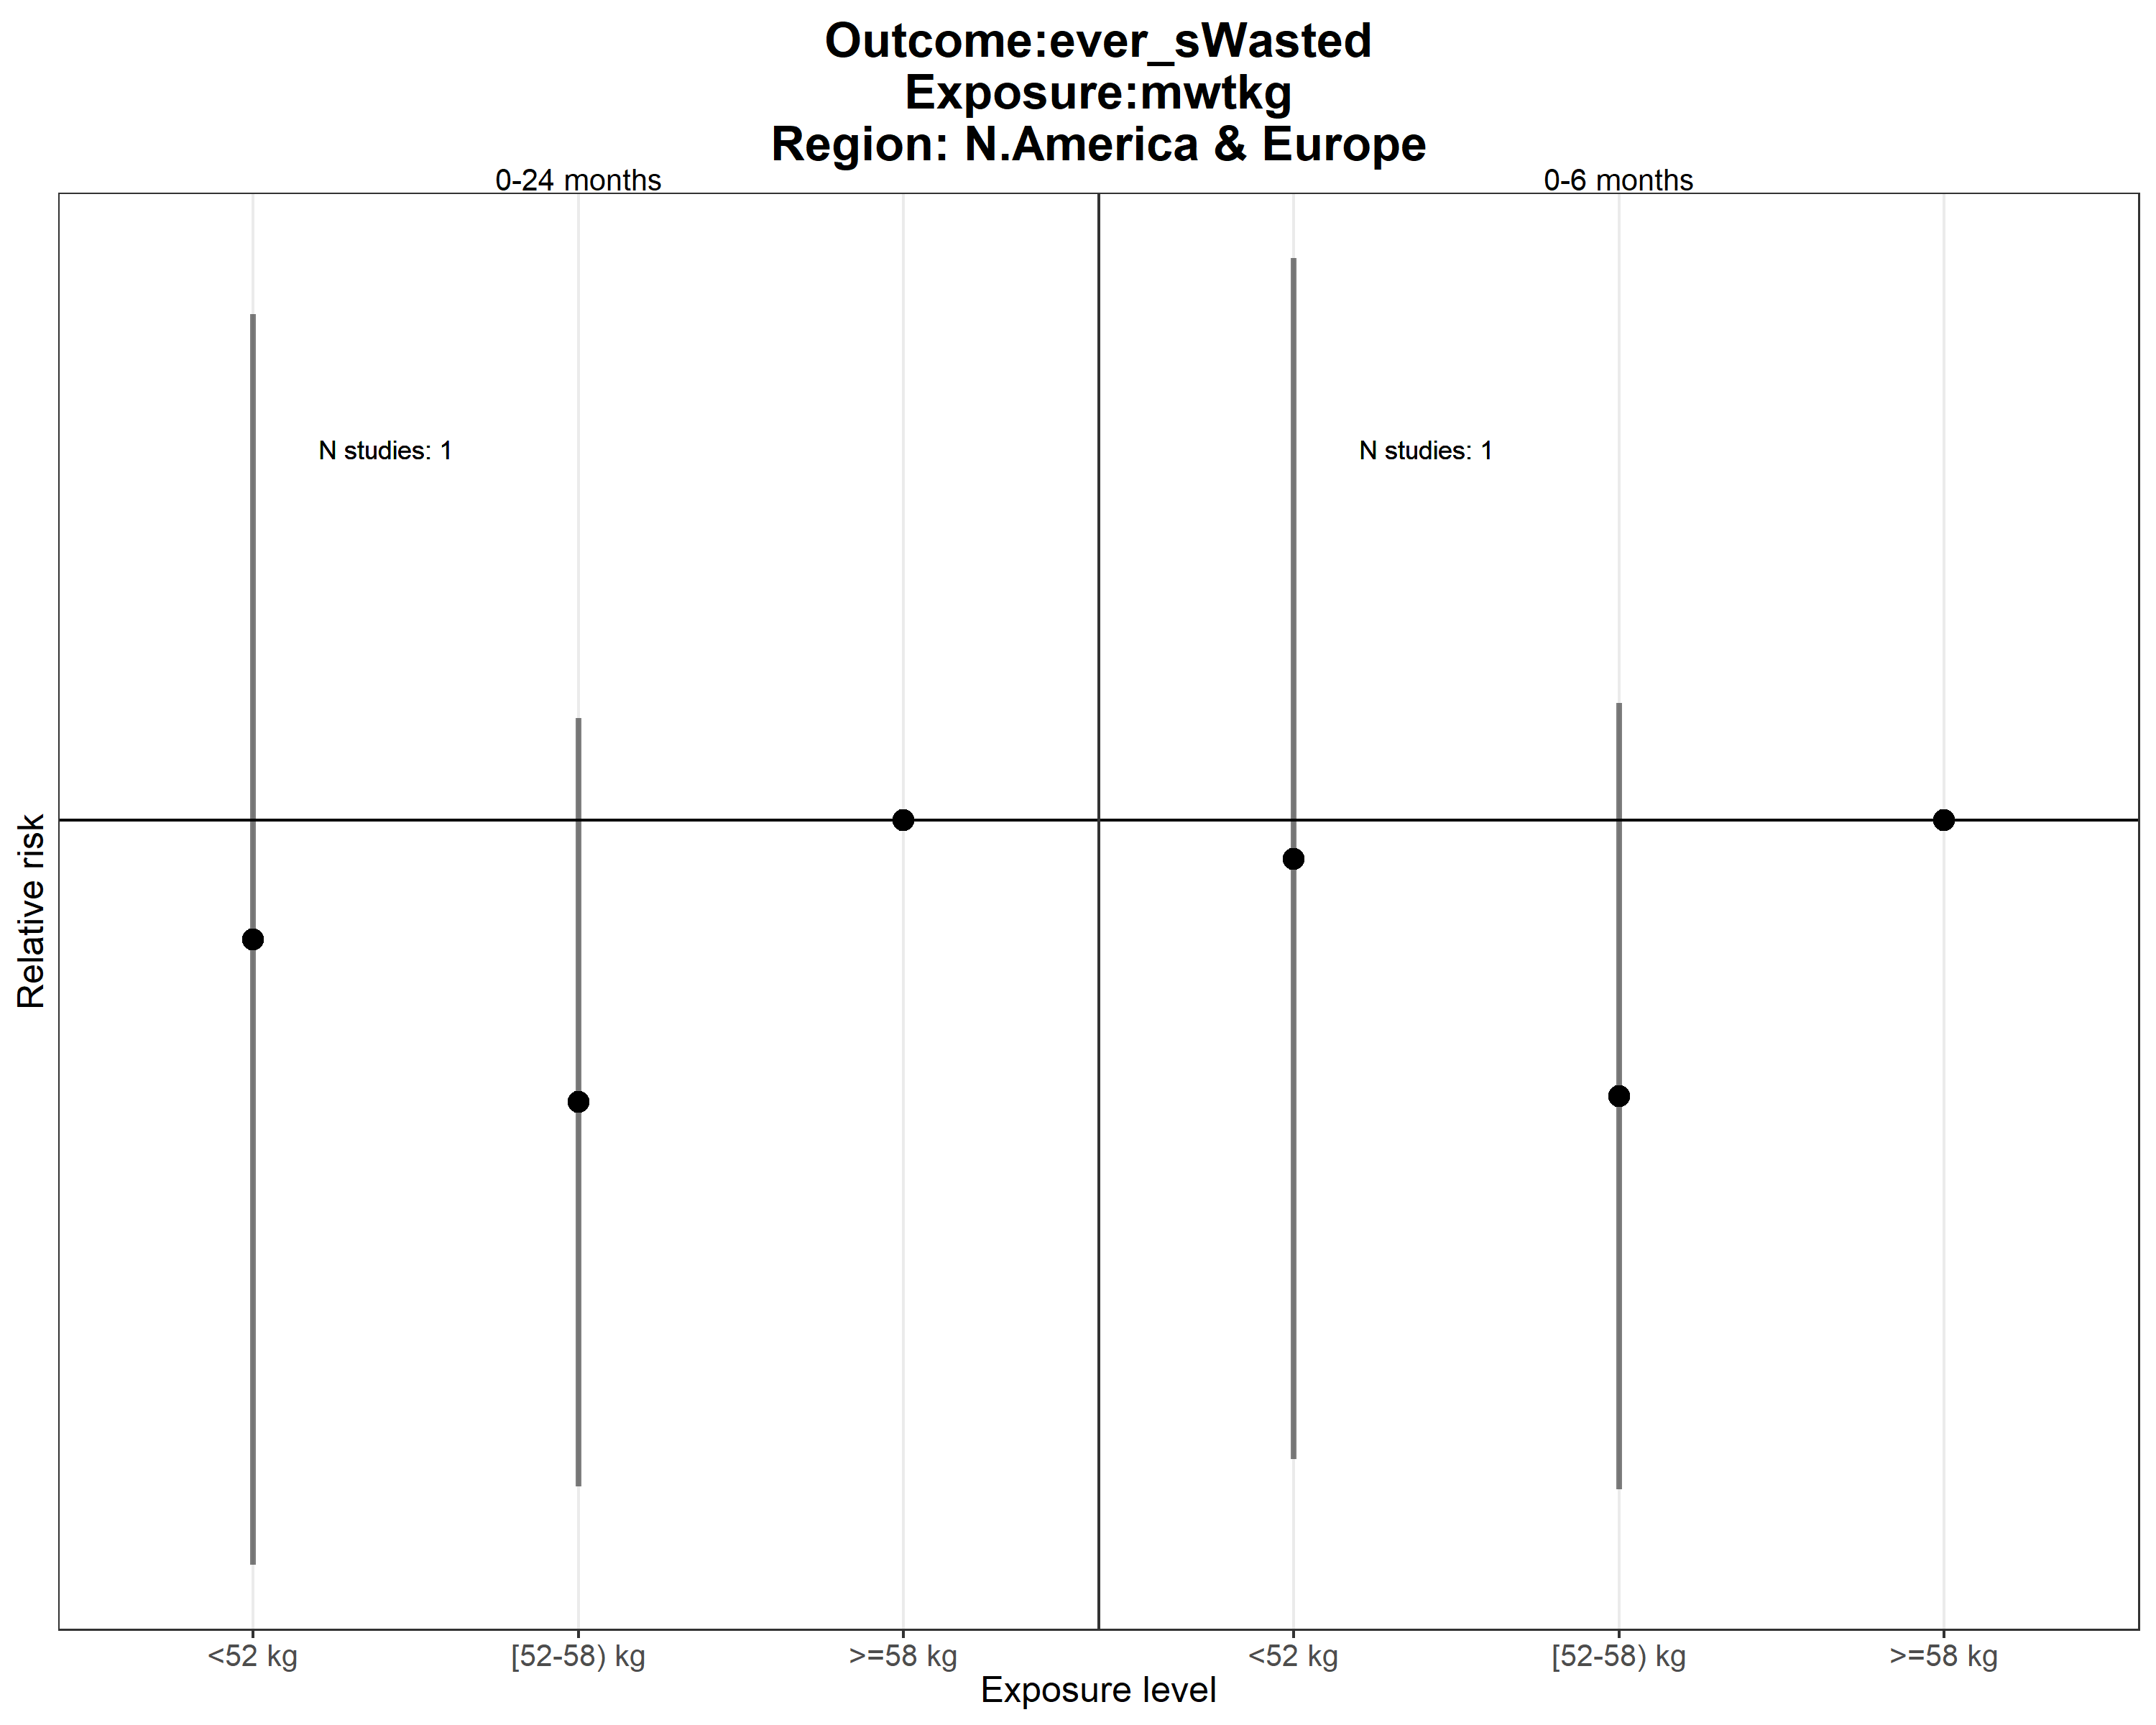 Outcome:ever_sWasted
Exposure:mwtkg
Region: N.America & Europe
0-24 months
0-6 months
N studies: 1
N studies: 1
Relative risk
<52 kg
[52-58) kg
>=58 kg
<52 kg
[52-58) kg
>=58 kg
Exposure level